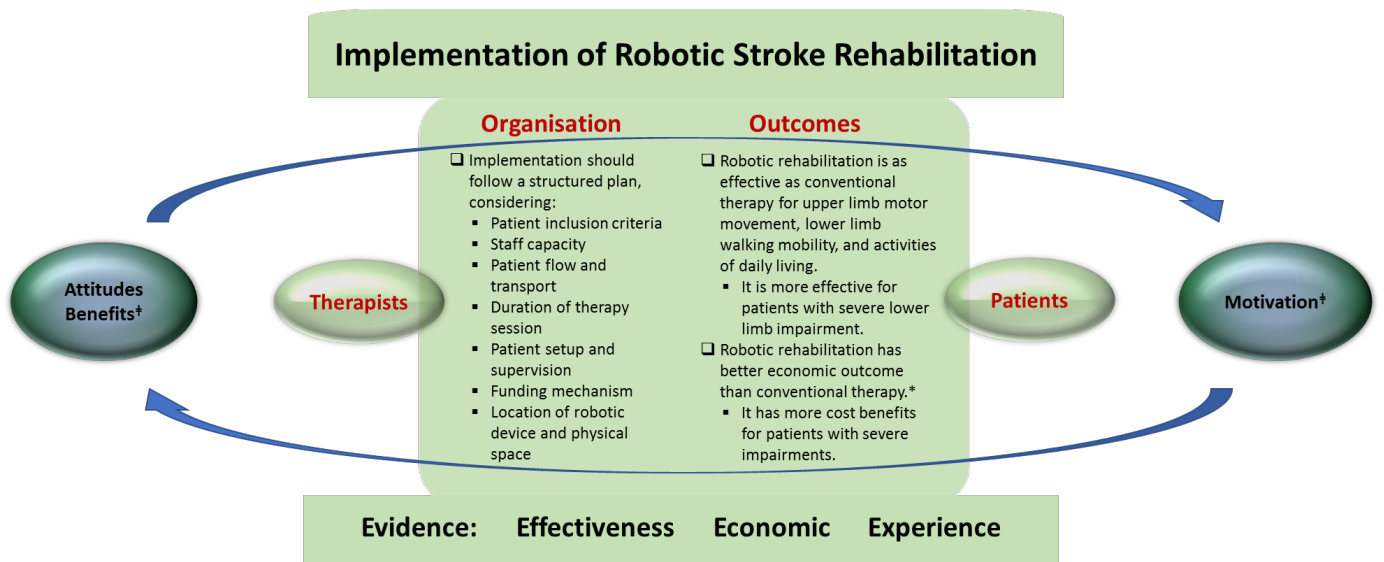 Implementation of Robotic Stroke Rehabilitation
Organisation
❑ Implementation should
follow a structured plan,
considering:
▪ Patient inclusion criteria
▪ Staff capacity
▪ Patient flow and
transport
▪ Duration of therapy
session
▪ Patient setup and
supervision
▪ Funding mechanism
▪ Location of robotic
device and physical
space
Outcomes
❑ Robotic rehabilitation is as
effective as conventional
therapy for upper limb motor
movement, lower limb
walking mobility, and activities
of daily living.
▪ It is more effective for
patients with severe lower
limb impairment.
❑ Robotic rehabilitation has
better economic outcome
than conventional therapy.*
▪ It has more cost benefits
for patients with severe
impairments.
Attitudes
Benefits‡
Therapists
Patients
Motivation‡
Evidence: Effectiveness Economic Experience